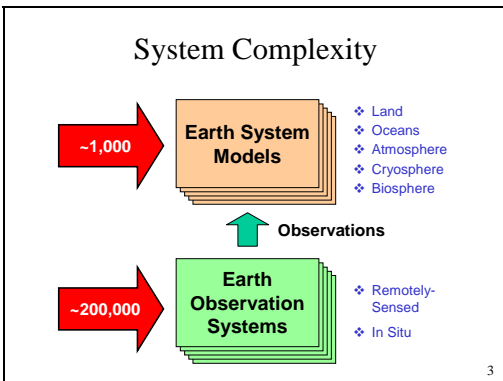 System Complexity
~1,000
Earth System
Models
❖ Land
❖ Oceans
❖ Atmosphere
❖ Cryosphere
❖ Biosphere
Observations
~200,000
Earth
Observation
Systems
❖ Remotely-
Sensed
❖ In Situ
3